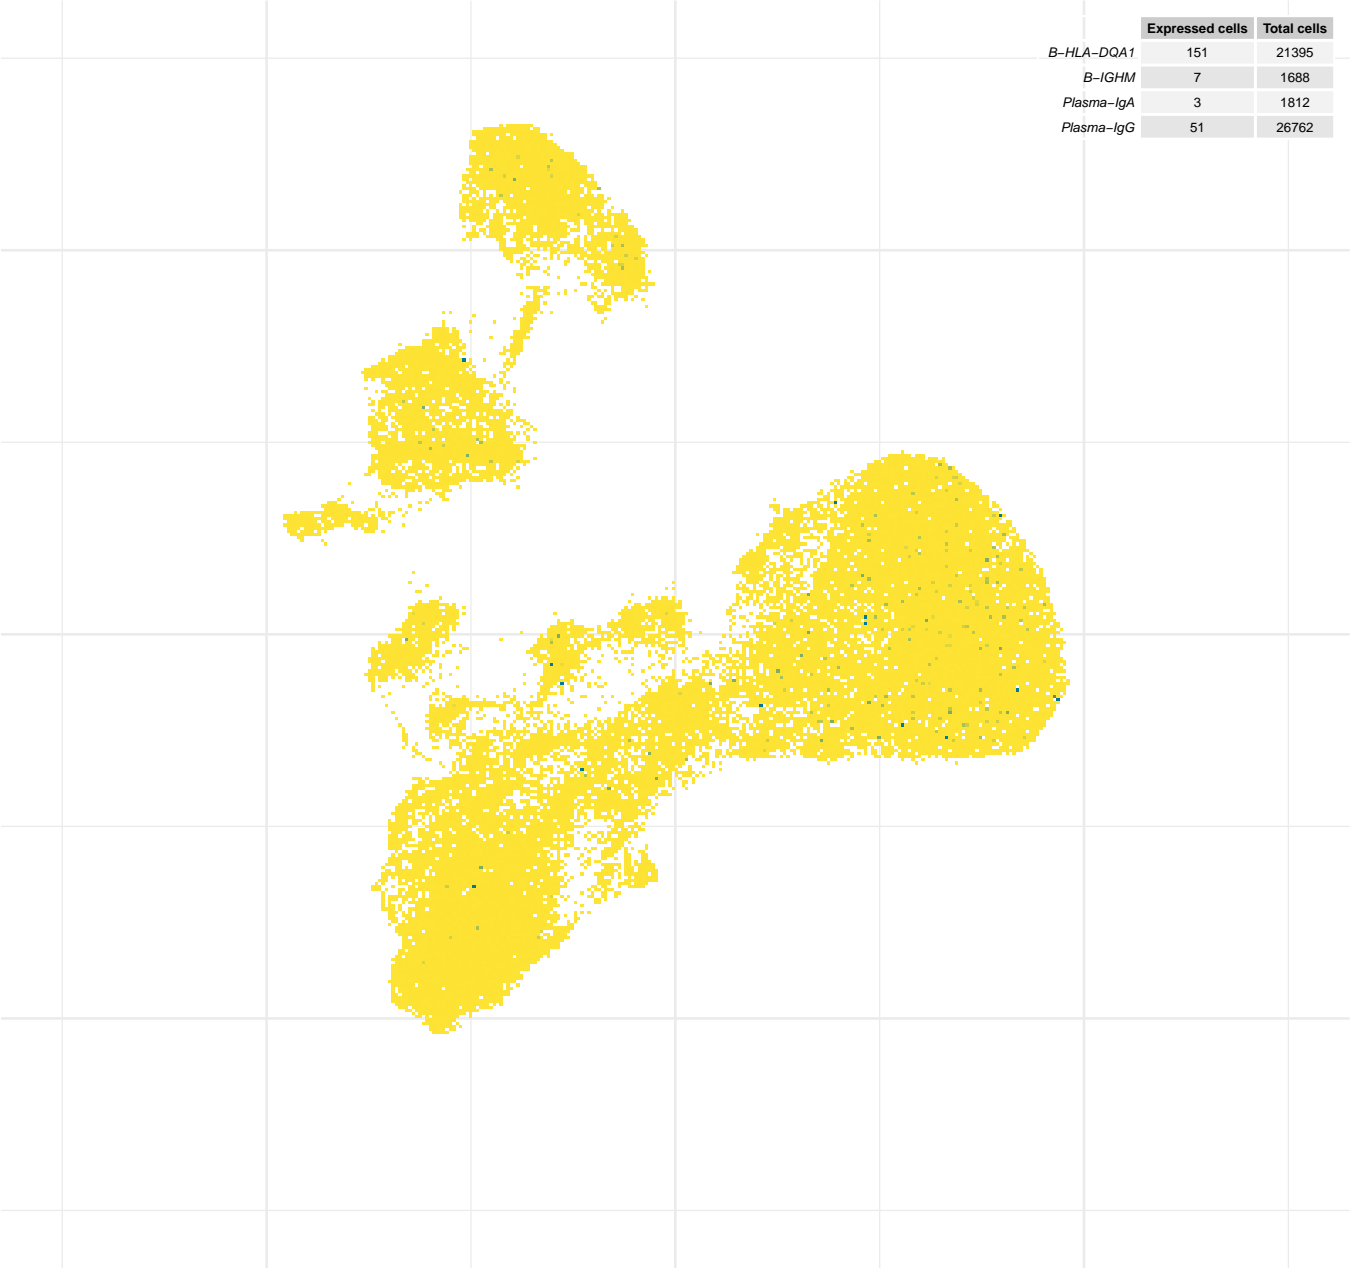 Expressed cells Total cells
B−HLA−DQA1 151 21395
B−IGHM 7 1688
Plasma−IgA 3 1812
Plasma−IgG 51 26762